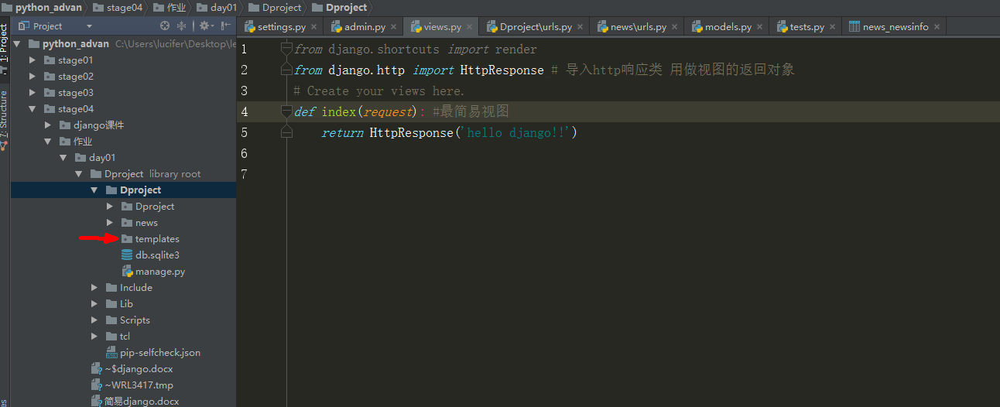 python_advan stage04 作业 day01 Dproject Dproject
Project
settings.py admin.py views.py Dproject\urls.py news\urls.py models.py tests.py news_newsinfo
1: Project
7: Structure
python_advan C:\Users\lucifer\Desktop\le
stage01
stage02
stage03
stage04
django课件
作业
day01
Dproject library root
Dproject
Dproject
news
templates
db.sqlite3
manage.py
Include
Lib
Scripts
tcl
pip-selfcheck.json
~$django.docx
~WRL3417.tmp
简易django.docx
1 from django.shortcuts import render
2 from django.http import HttpResponse # 导入http响应类 用做视图的返回对象
3 # Create your views here.
4 def index(request): #最简易视图
5 return HttpResponse('hello django!!')
6
7